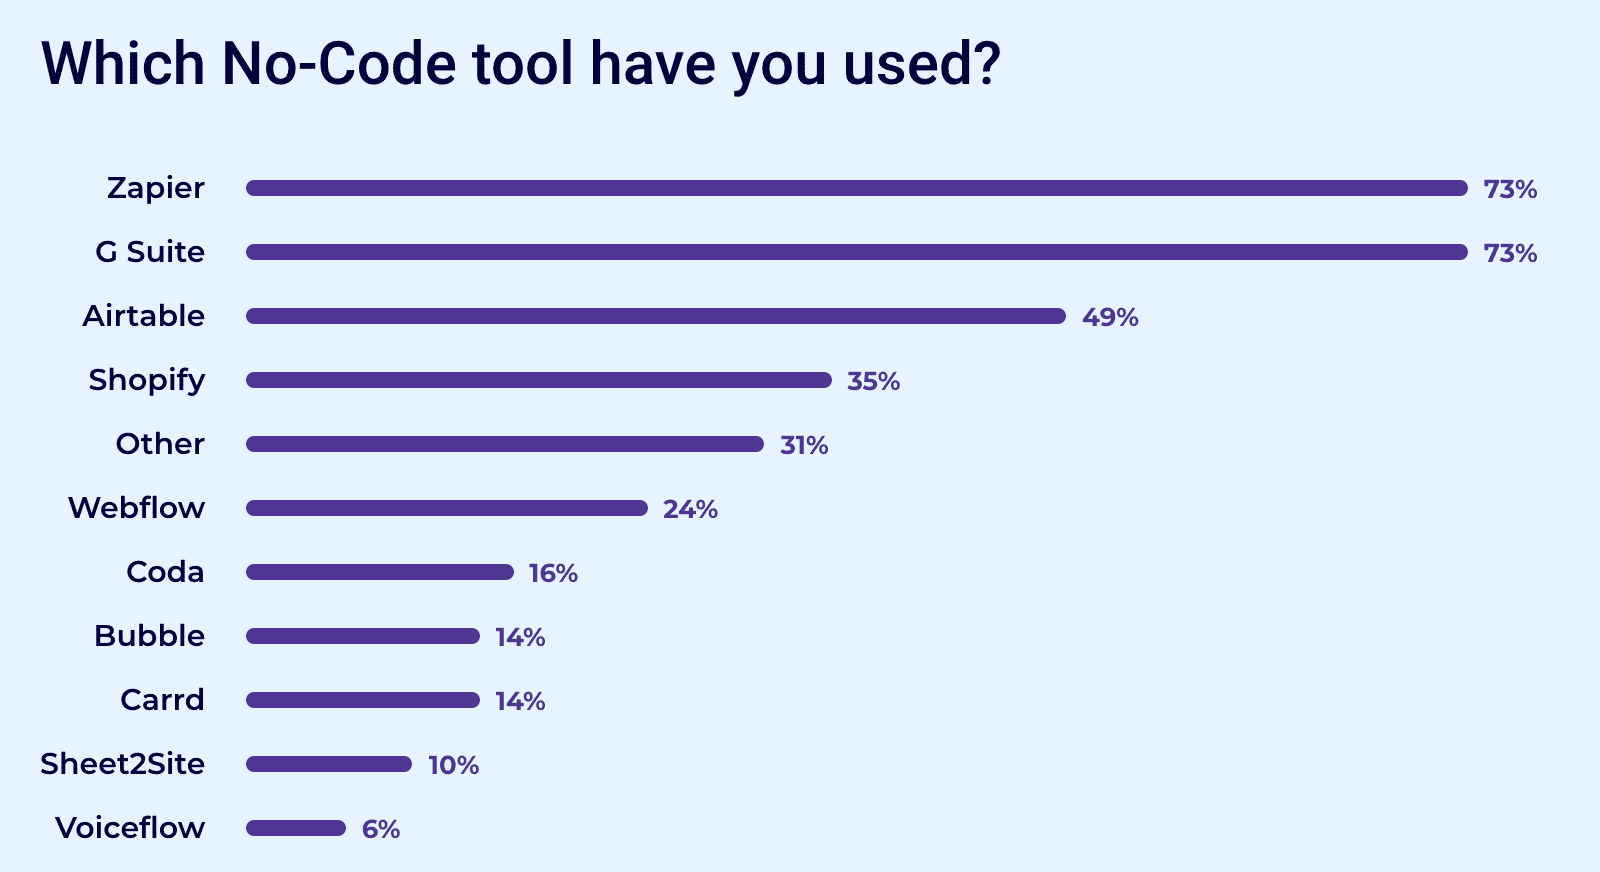 Which No-Code tool have you used?
Zapier 73%
G Suite 73%
Airtable 49%
Shopify 35%
Other 31%
Webflow 24%
Coda 16%
Bubble 14%
Carrd 14%
Sheet2Site 10%
Voiceflow 6%